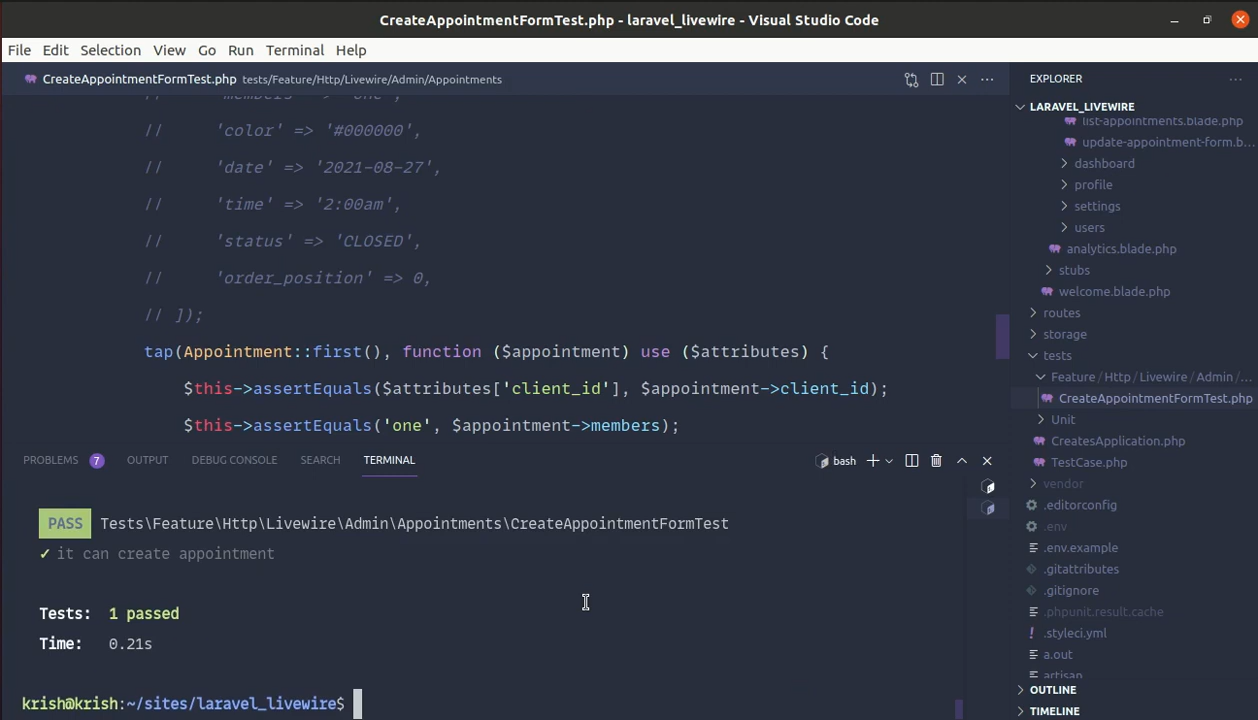 CreateAppointmentFormTest.php - laravel_livewire - Visual Studio Code
File Edit Selection View Go Run Terminal Help
CreateAppointmentFormTest.php tests/Feature/Http/Livewire/Admin/Appointments
// 'members' => 'one',
// 'color' => '#000000',
// 'date' => '2021-08-27',
// 'time' => '2:00am',
// 'status' => 'CLOSED',
// 'order_position' => 0,
// ]);
tap(Appointment::first(), function ($appointment) use ($attributes) {
$this->assertEquals($attributes['client_id'], $appointment->client_id);
$this->assertEquals('one', $appointment->members);
PROBLEMS 7 OUTPUT DEBUG CONSOLE SEARCH TERMINAL
bash
PASS Tests\Feature\Http\Livewire\Admin\Appointments\CreateAppointmentFormTest
✓ it can create appointment
Tests: 1 passed
Time: 0.21s
krish@krish:~/sites/laravel_livewire$
EXPLORER
LARAVEL_LIVEWIRE
list-appointments.blade.php
update-appointment-form.b...
dashboard
profile
settings
users
analytics.blade.php
stubs
welcome.blade.php
routes
storage
tests
Feature/Http/Livewire/Admin/...
CreateAppointmentFormTest.php
Unit
CreatesApplication.php
TestCase.php
vendor
.editorconfig
.env
.env.example
.gitattributes
.gitignore
.phpunit.result.cache
.styleci.yml
a.out
artisan
OUTLINE
TIMELINE